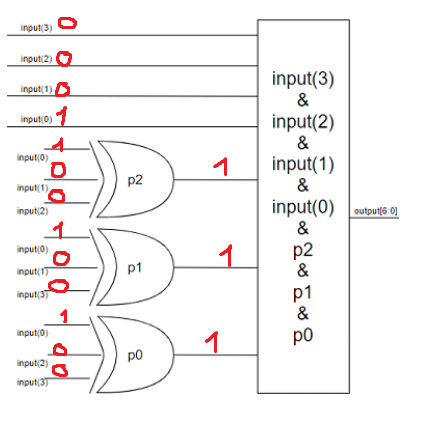 input(3) 0
input(2) 0
input(1) 0
input(0) 1
input(0) 1
input(1) 0
input(2) 0
p2 1
input(0) 1
input(1) 0
input(3) 0
p1 1
input(0) 1
input(2) 0
input(3) 0
p0 1
input(3)
&
input(2)
&
input(1)
&
input(0)
&
p2
&
p1
&
p0
output[6:0]